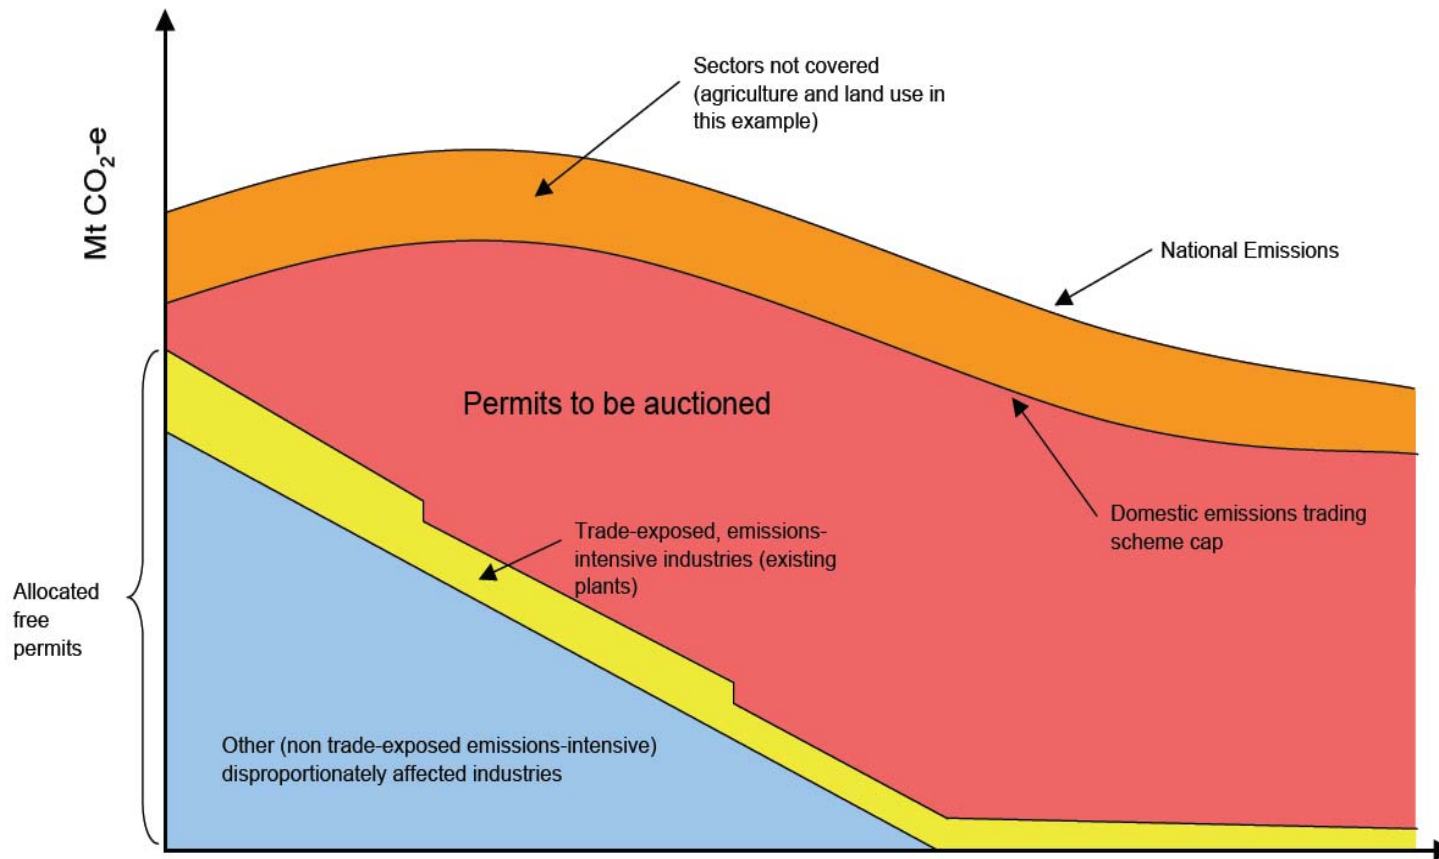 Sectors not covered
(agriculture and land use in
this example)
Mt CO₂-e
National Emissions
Permits to be auctioned
Domestic emissions trading
scheme cap
Trade-exposed, emissions-
intensive industries (existing
plants)
Allocated
free
permits
Other (non trade-exposed emissions-intensive)
disproportionately affected industries